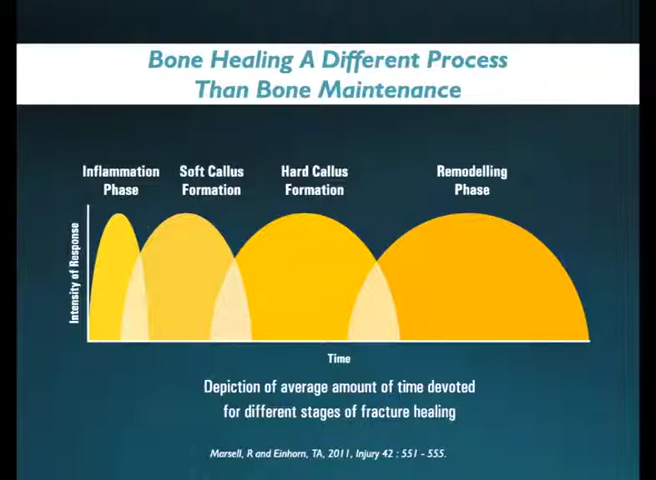 Bone Healing A Different Process
Than Bone Maintenance
Inflammation
Phase
Soft Callus
Formation
Hard Callus
Formation
Remodelling
Phase
Intensity of Response
Time
Depiction of average amount of time devoted
for different stages of fracture healing
Marsell, R and Einhorn, TA, 2011, Injury 42 : 551 - 555.